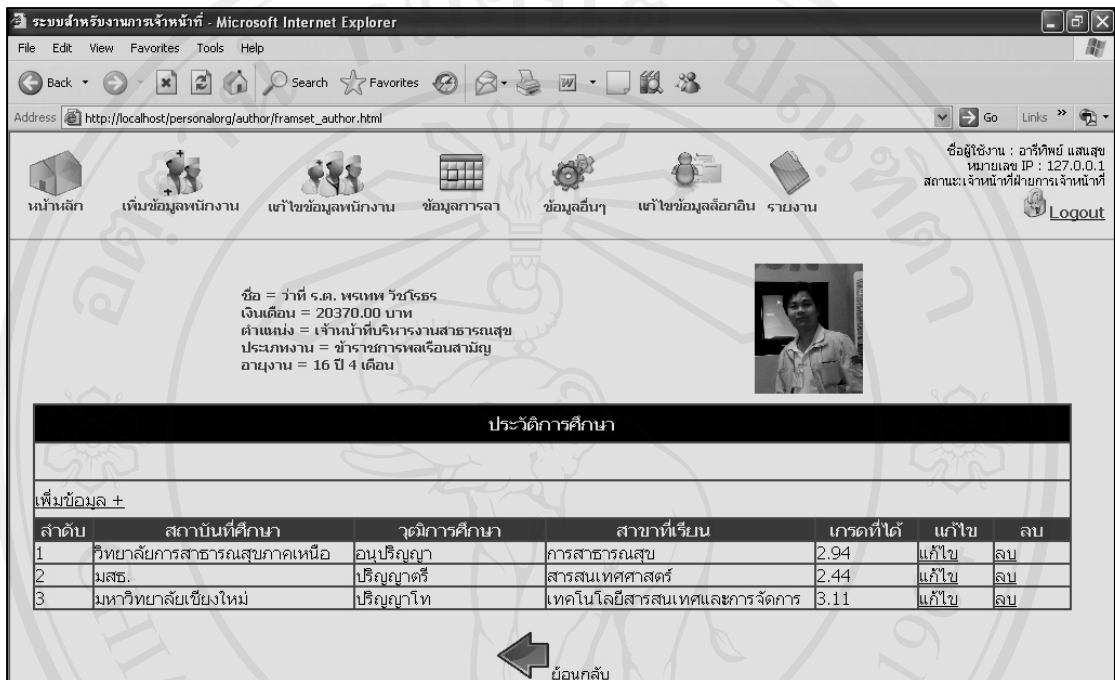 ระบบสำหรับงานการเจ้าหน้าที่ - Microsoft Internet Explorer
File Edit View Favorites Tools Help
Back Search Favorites
Address http://localhost/personalorg/author/framset_author.html Go Links »
ชื่อผู้ใช้งาน : อารีทิพย์ แสนสุข
หมายเลข IP : 127.0.0.1
สถานะ:เจ้าหน้าที่ฝ่ายการเจ้าหน้าที่
หน้าหลัก เพิ่มข้อมูลพนักงาน แก้ไขข้อมูลพนักงาน ข้อมูลการลา ข้อมูลอื่นๆ แก้ไขข้อมูลล็อกอิน รายงาน Logout
ชื่อ = ว่าที่ ร.ต. พรเทพ วัชโรธร
เงินเดือน = 20370.00 บาท
ตำแหน่ง = เจ้าหน้าที่บริหารงานสาธารณสุข
ประเภทงาน = ข้าราชการพลเรือนสามัญ
อายุงาน = 16 ปี 4 เดือน
ประวัติการศึกษา
เพิ่มข้อมูล +
ลำดับ สถาบันที่ศึกษา วุฒิการศึกษา สาขาที่เรียน เกรดที่ได้ แก้ไข ลบ
1 วิทยาลัยการสาธารณสุขภาคเหนือ อนุปริญญา การสาธารณสุข 2.94 แก้ไข ลบ
2 มสธ. ปริญญาตรี สารสนเทศศาสตร์ 2.44 แก้ไข ลบ
3 มหาวิทยาลัยเชียงใหม่ ปริญญาโท เทคโนโลยีสารสนเทศและการจัดการ 3.11 แก้ไข ลบ
ย้อนกลับ